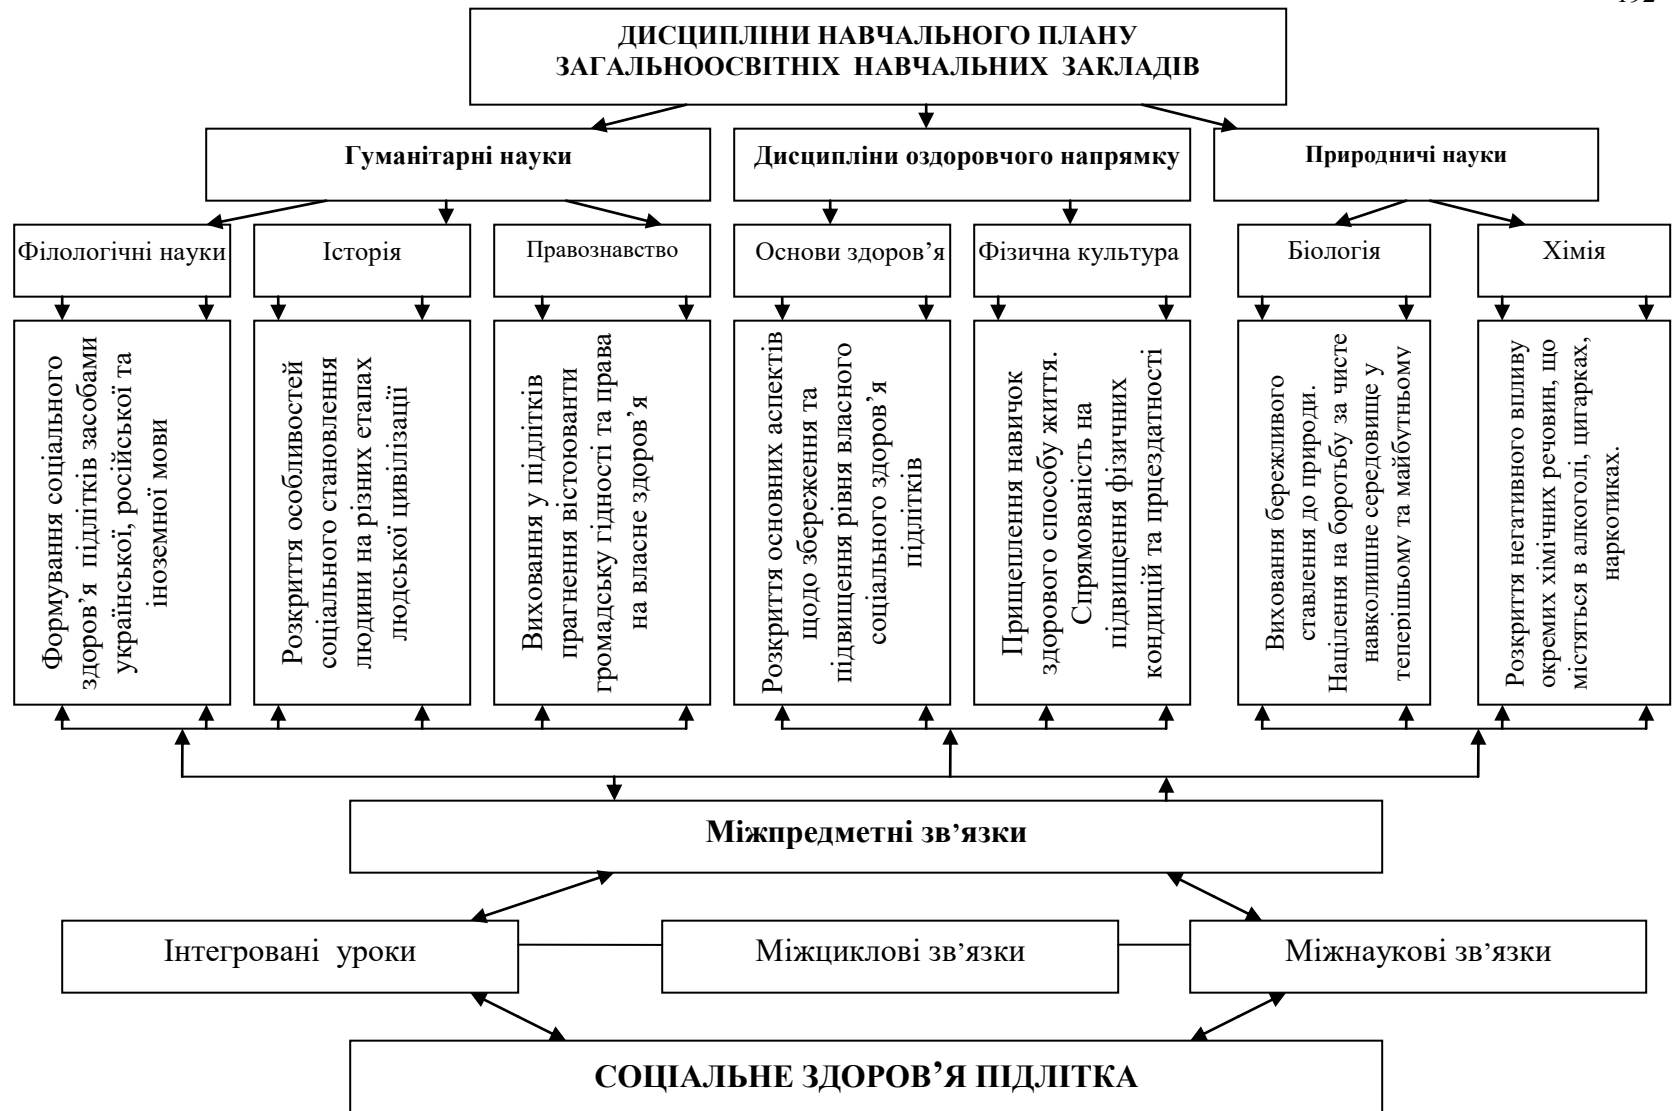 ДИСЦИПЛІНИ НАВЧАЛЬНОГО ПЛАНУ
ЗАГАЛЬНООСВІТНІХ НАВЧАЛЬНИХ ЗАКЛАДІВ
Гуманітарні науки
Дисципліни оздоровчого напрямку
Природничі науки
Філологічні науки
Історія
Правознавство
Основи здоров’я
Фізична культура
Біологія
Хімія
Формування соціального
здоров’я підлітків засобами
української, російської та
іноземної мови
Розкриття особливостей
соціального становлення
людини на різних етапах
людської цивілізації
Виховання у підлітків
прагнення вістоювати
громадську гідності та права
на власне здоров’я
Розкриття основних аспектів
щодо збереження та
підвищення рівня власного
соціального здоров’я
підлітків
Прищеплення навичок
здорового способу життя.
Спрямованість на
підвищення фізичних
кондицій та прцездатності
Виховання бережливого
ставлення до природи.
Націлення на боротьбу за чисте
навколишнє середовище у
теперішьому та майбутньому
Розкриття негативного впливу
окремих хімічних речовин, що
містяться в алкоголі, цигарках,
наркотиках.
Міжпредметні зв’язки
Інтегровані уроки
Міжциклові зв’язки
Міжнаукові зв’язки
СОЦІАЛЬНЕ ЗДОРОВ’Я ПІДЛІТКА